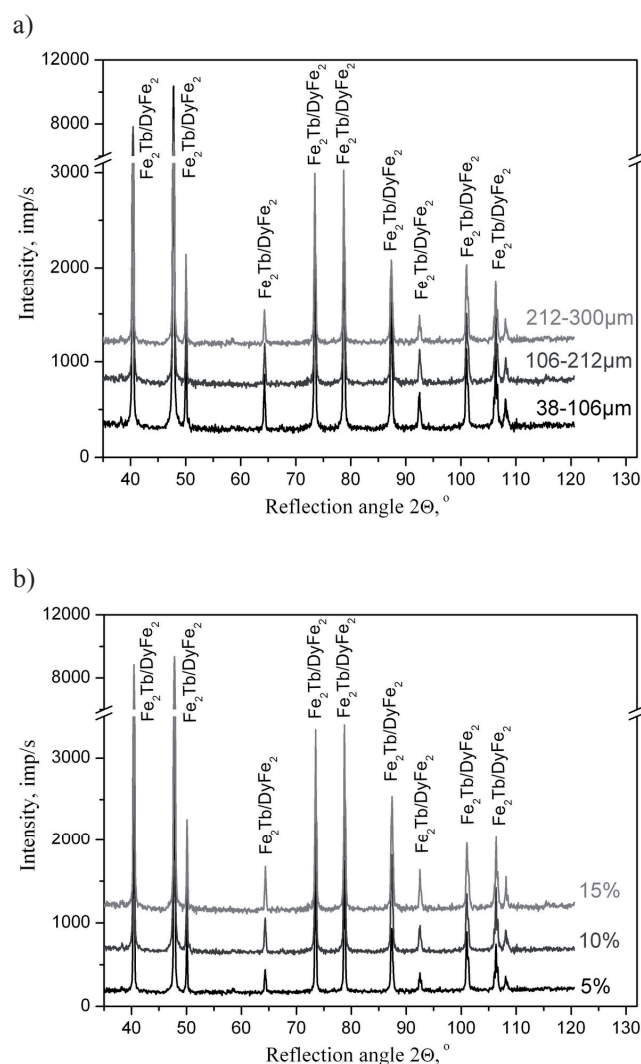 a)
12000
8000
3000
2000
1000
0
Intensity, imp/s
Fe₂Tb/DyFe₂
Fe₂Tb/DyFe₂
Fe₂Tb/DyFe₂
Fe₂Tb/DyFe₂
Fe₂Tb/DyFe₂
Fe₂Tb/DyFe₂
Fe₂Tb/DyFe₂
Fe₂Tb/DyFe₂
Fe₂Tb/DyFe₂
212-300µm
106-212µm
38-106µm
40 50 60 70 80 90 100 110 120 130
Reflection angle 2Θ, °
b)
12000
8000
3000
2000
1000
0
Intensity, imp/s
Fe₂Tb/DyFe₂
Fe₂Tb/DyFe₂
Fe₂Tb/DyFe₂
Fe₂Tb/DyFe₂
Fe₂Tb/DyFe₂
Fe₂Tb/DyFe₂
Fe₂Tb/DyFe₂
Fe₂Tb/DyFe₂
Fe₂Tb/DyFe₂
15%
10%
5%
40 50 60 70 80 90 100 110 120 130
Reflection angle 2Θ, °